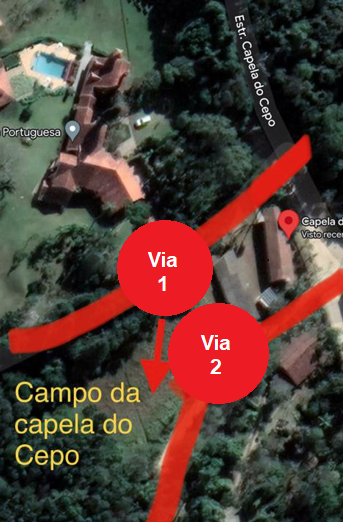 Estr. Capela do Cepo
Portuguesa
Capela d
Visto recen
Via
1
Via
2
Campo da
capela do
Cepo